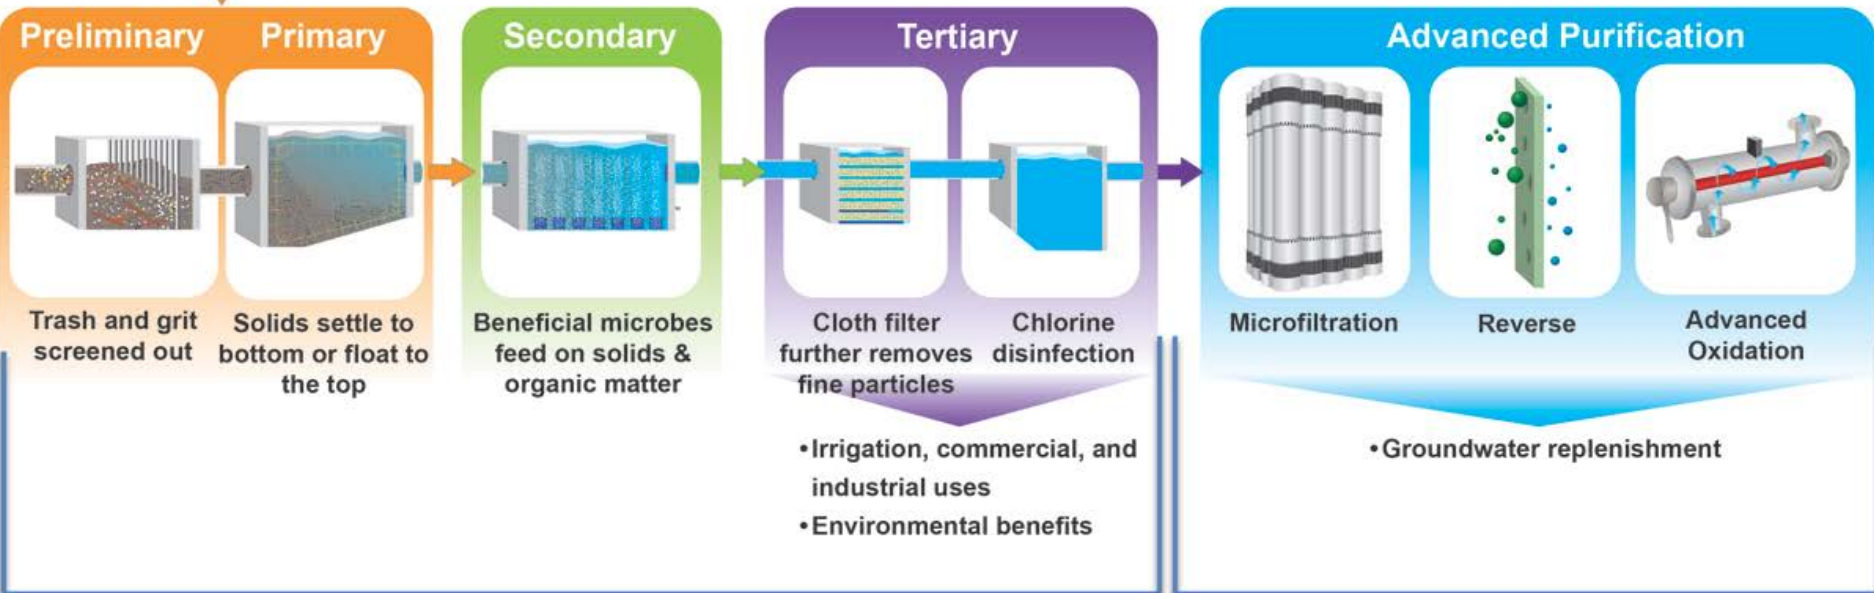 Preliminary
Primary
Secondary
Tertiary
Advanced Purification
Trash and grit
screened out
Solids settle to
bottom or float to
the top
Beneficial microbes
feed on solids &
organic matter
Cloth filter
further removes
fine particles
Chlorine
disinfection
Microfiltration
Reverse
Advanced
Oxidation
•Irrigation, commercial, and
industrial uses
•Environmental benefits
•Groundwater replenishment